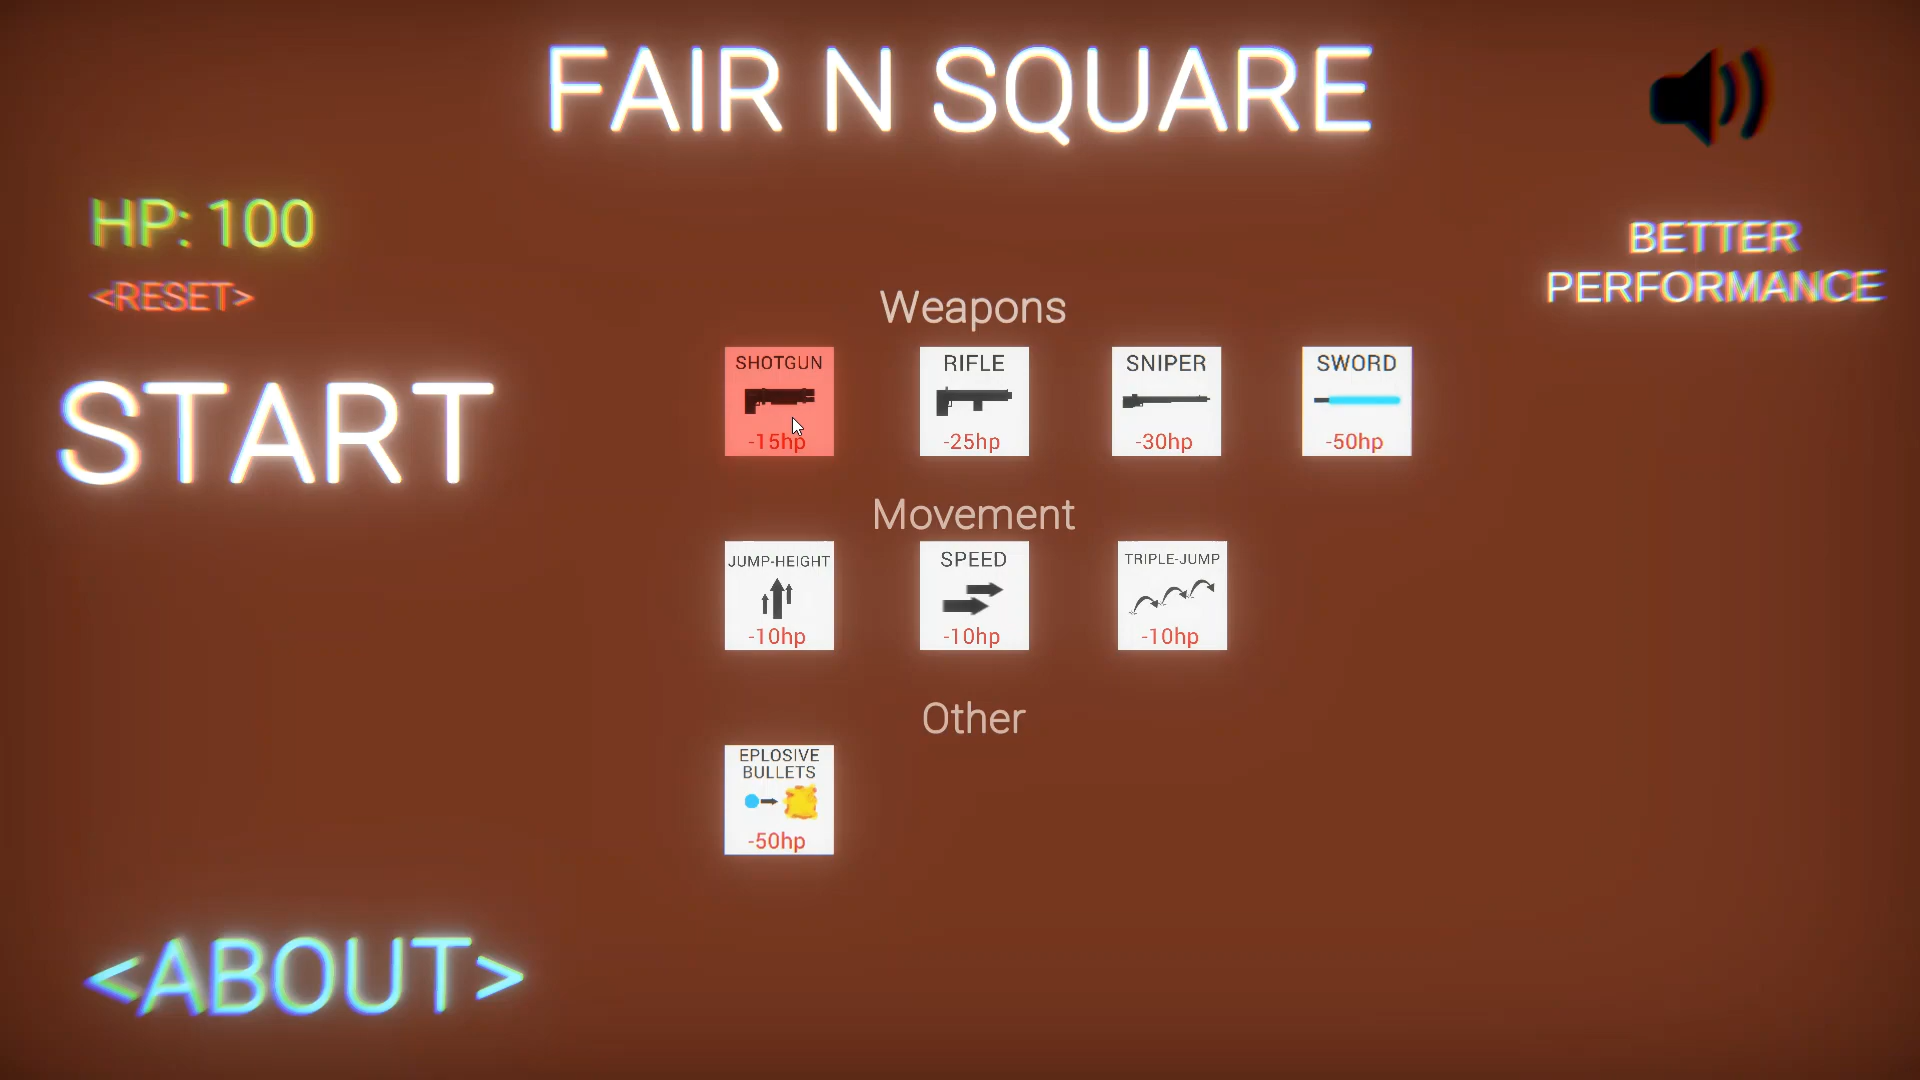 FAIR N SQUARE
HP: 100
<RESET>
START
BETTER
PERFORMANCE
Weapons
SHOTGUN
-15hp
RIFLE
-25hp
SNIPER
-30hp
SWORD
-50hp
Movement
JUMP-HEIGHT
-10hp
SPEED
-10hp
TRIPLE-JUMP
-10hp
Other
EPLOSIVE
BULLETS
-50hp
<ABOUT>